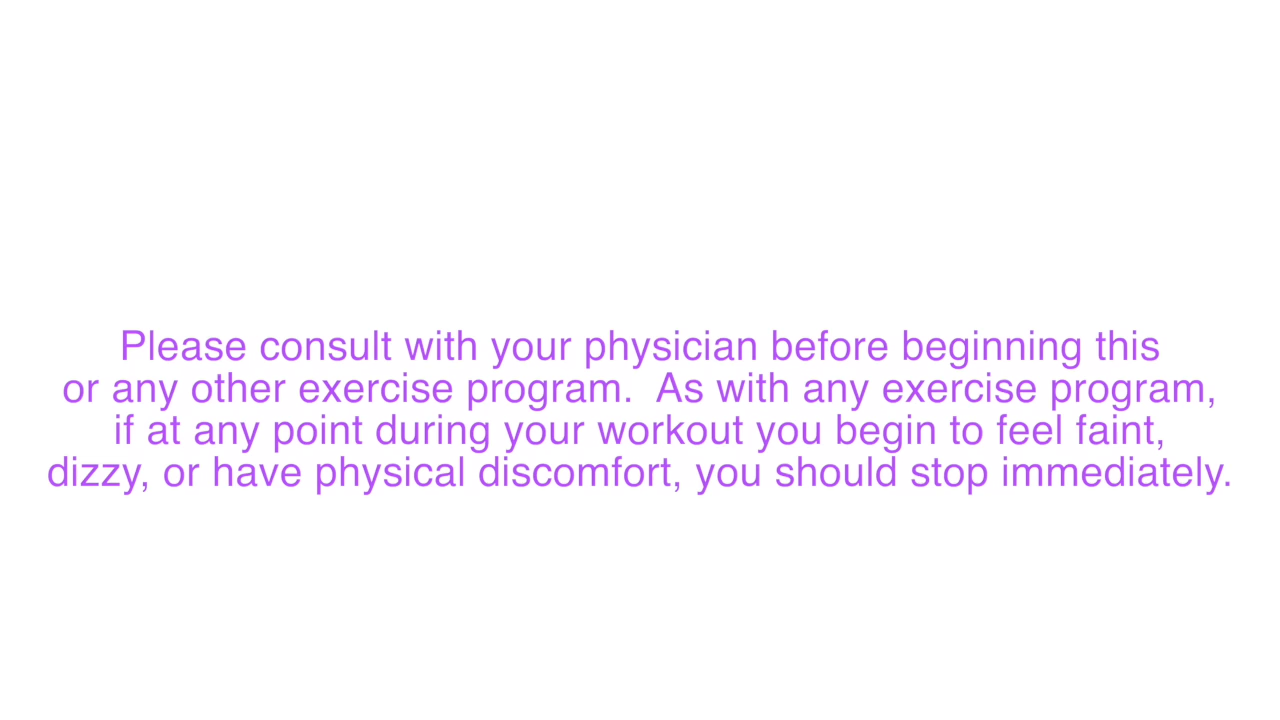 Please consult with your physician before beginning this
or any other exercise program.  As with any exercise program,
if at any point during your workout you begin to feel faint,
dizzy, or have physical discomfort, you should stop immediately.